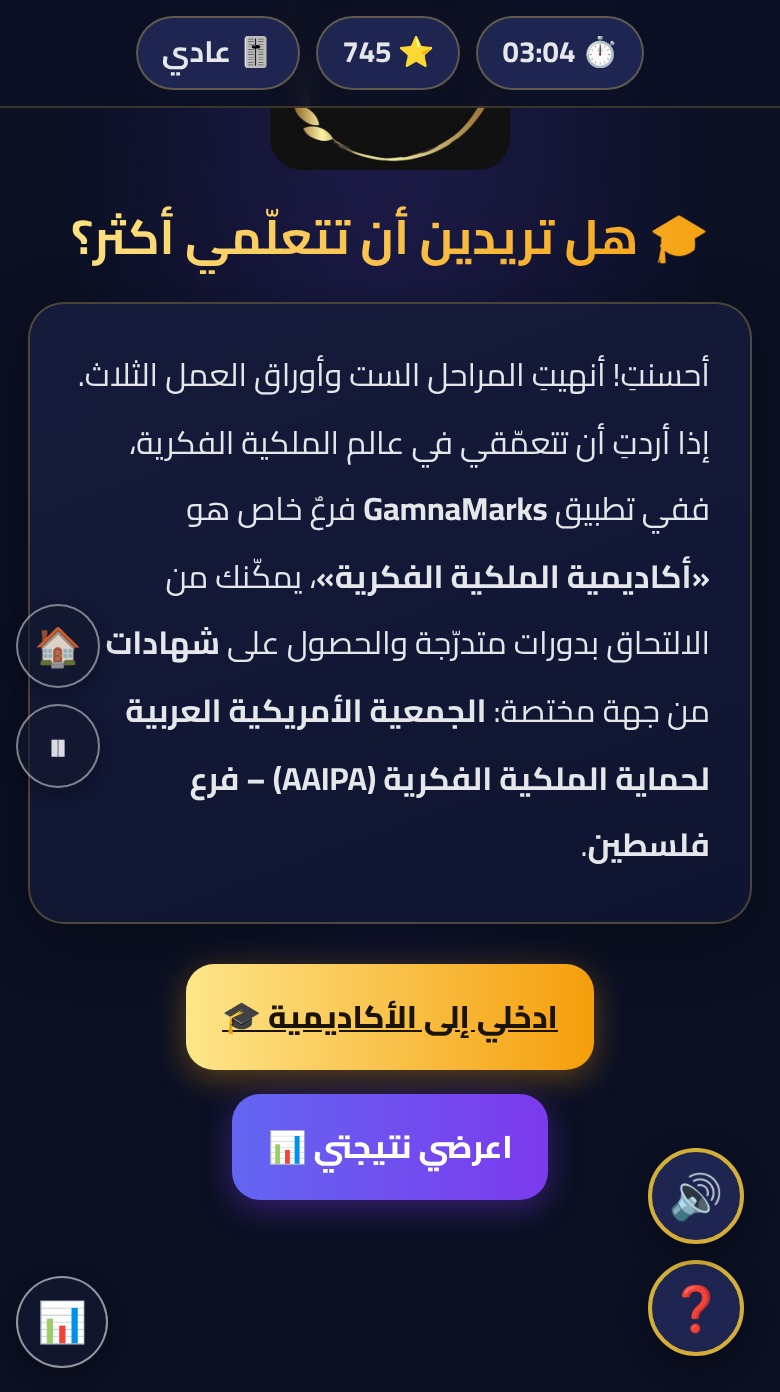 ⏱️ 03:04
⭐ 745
🎚️ عادي
🎓 هل تريدين أن تتعلّمي أكثر؟
أحسنتِ! أنهيتِ المراحل الست وأوراق العمل الثلاث.
إذا أردتِ أن تتعمّقي في عالم الملكية الفكرية،
ففي تطبيق GamnaMarks فرعٌ خاص هو
«أكاديمية الملكية الفكرية»، يمكّنك من
الالتحاق بدورات متدرّجة والحصول على شهادات
من جهة مختصة: الجمعية الأمريكية العربية
لحماية الملكية الفكرية (AAIPA) – فرع
فلسطين.
ادخلي إلى الأكاديمية 🎓
اعرضي نتيجتي 📊